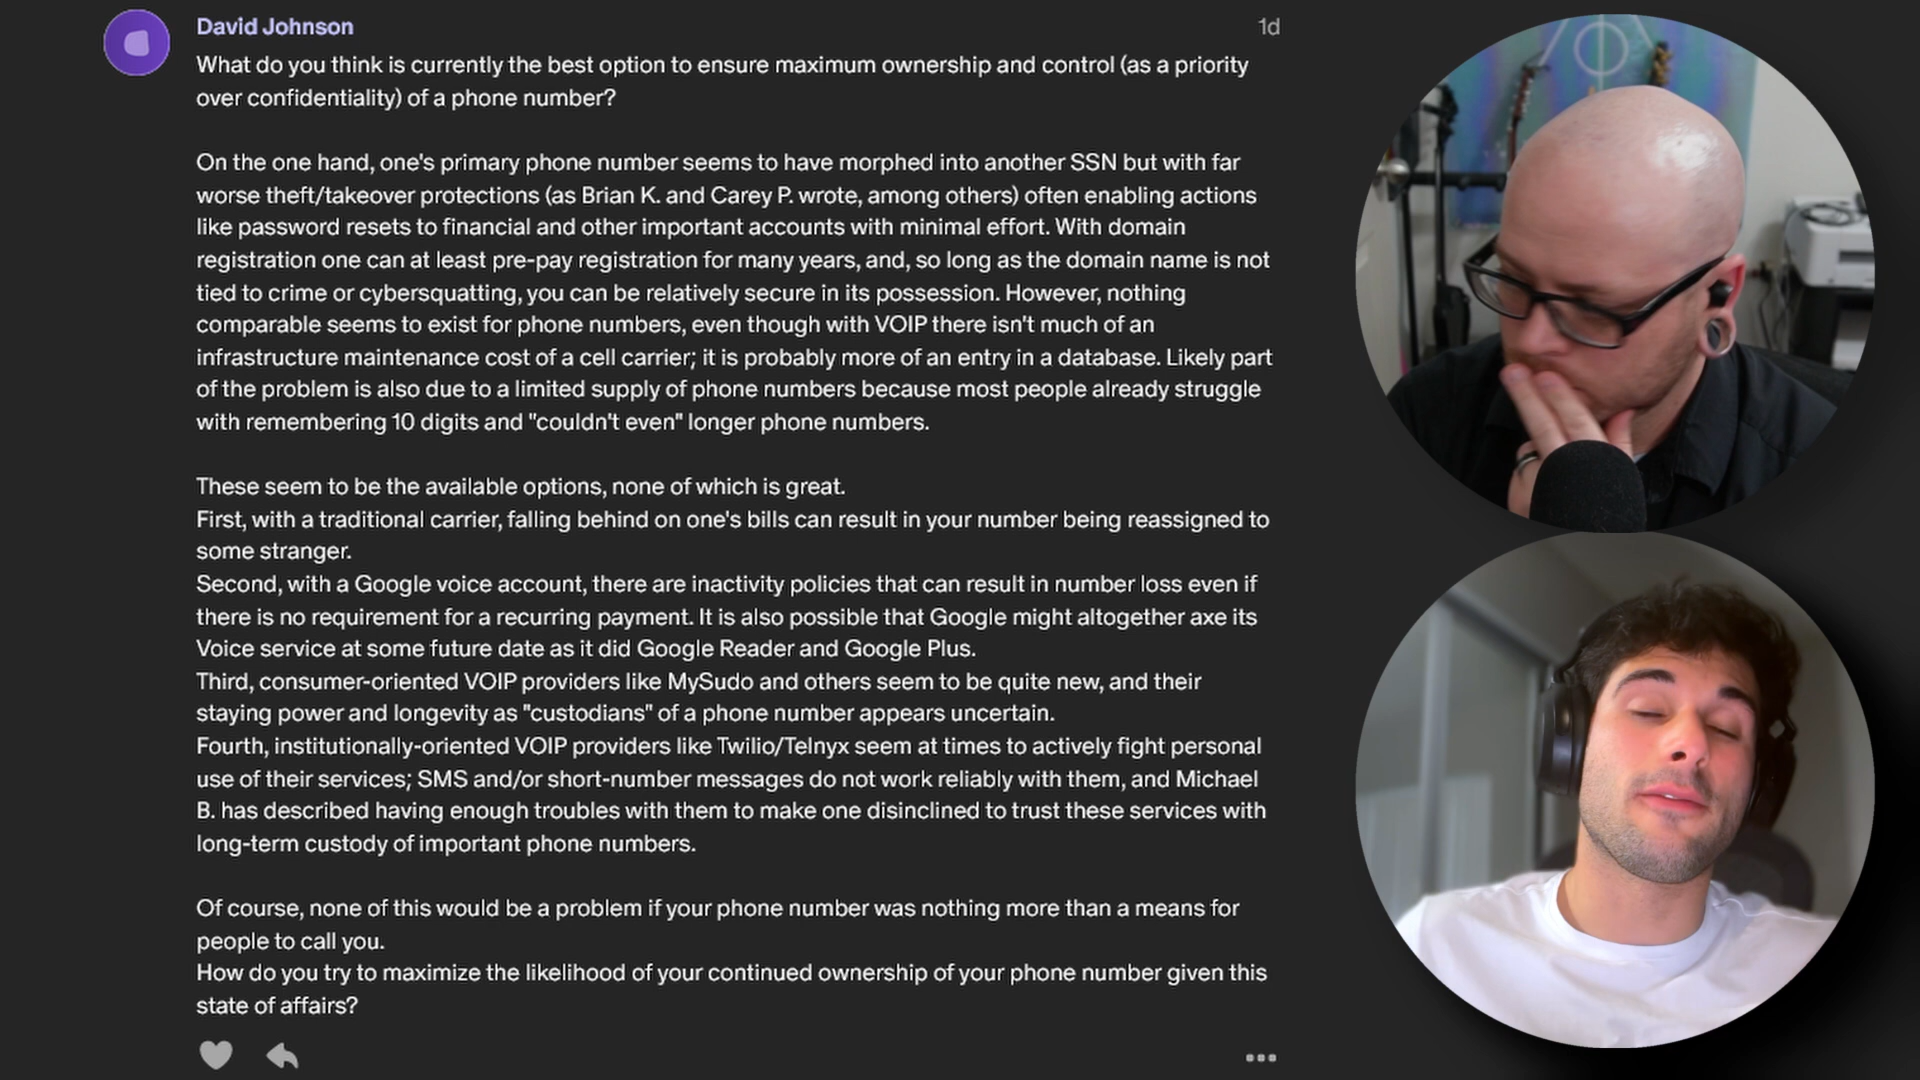 David Johnson
1d
What do you think is currently the best option to ensure maximum ownership and control (as a priority
over confidentiality) of a phone number?
On the one hand, one's primary phone number seems to have morphed into another SSN but with far
worse theft/takeover protections (as Brian K. and Carey P. wrote, among others) often enabling actions
like password resets to financial and other important accounts with minimal effort. With domain
registration one can at least pre-pay registration for many years, and, so long as the domain name is not
tied to crime or cybersquatting, you can be relatively secure in its possession. However, nothing
comparable seems to exist for phone numbers, even though with VOIP there isn't much of an
infrastructure maintenance cost of a cell carrier; it is probably more of an entry in a database. Likely part
of the problem is also due to a limited supply of phone numbers because most people already struggle
with remembering 10 digits and "couldn't even" longer phone numbers.
These seem to be the available options, none of which is great.
First, with a traditional carrier, falling behind on one's bills can result in your number being reassigned to
some stranger.
Second, with a Google voice account, there are inactivity policies that can result in number loss even if
there is no requirement for a recurring payment. It is also possible that Google might altogether axe its
Voice service at some future date as it did Google Reader and Google Plus.
Third, consumer-oriented VOIP providers like MySudo and others seem to be quite new, and their
staying power and longevity as "custodians" of a phone number appears uncertain.
Fourth, institutionally-oriented VOIP providers like Twilio/Telnyx seem at times to actively fight personal
use of their services; SMS and/or short-number messages do not work reliably with them, and Michael
B. has described having enough troubles with them to make one disinclined to trust these services with
long-term custody of important phone numbers.
Of course, none of this would be a problem if your phone number was nothing more than a means for
people to call you.
How do you try to maximize the likelihood of your continued ownership of your phone number given this
state of affairs?